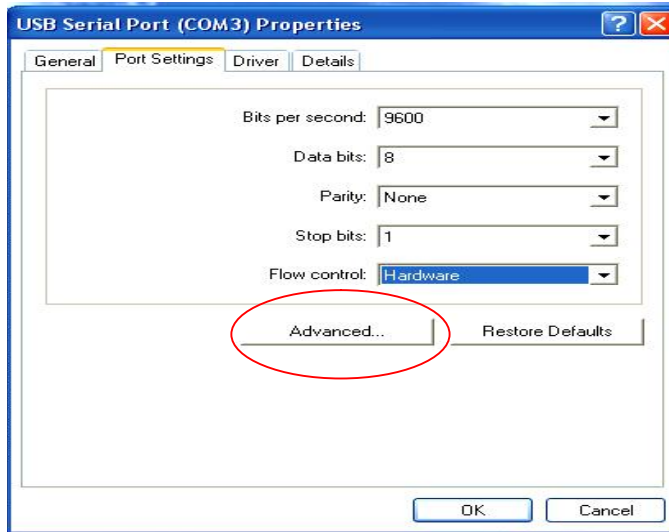 USB Serial Port (COM3) Properties
General Port Settings Driver Details
Bits per second: 9600
Data bits: 8
Parity: None
Stop bits: 1
Flow control: Hardware
Advanced... Restore Defaults
OK Cancel